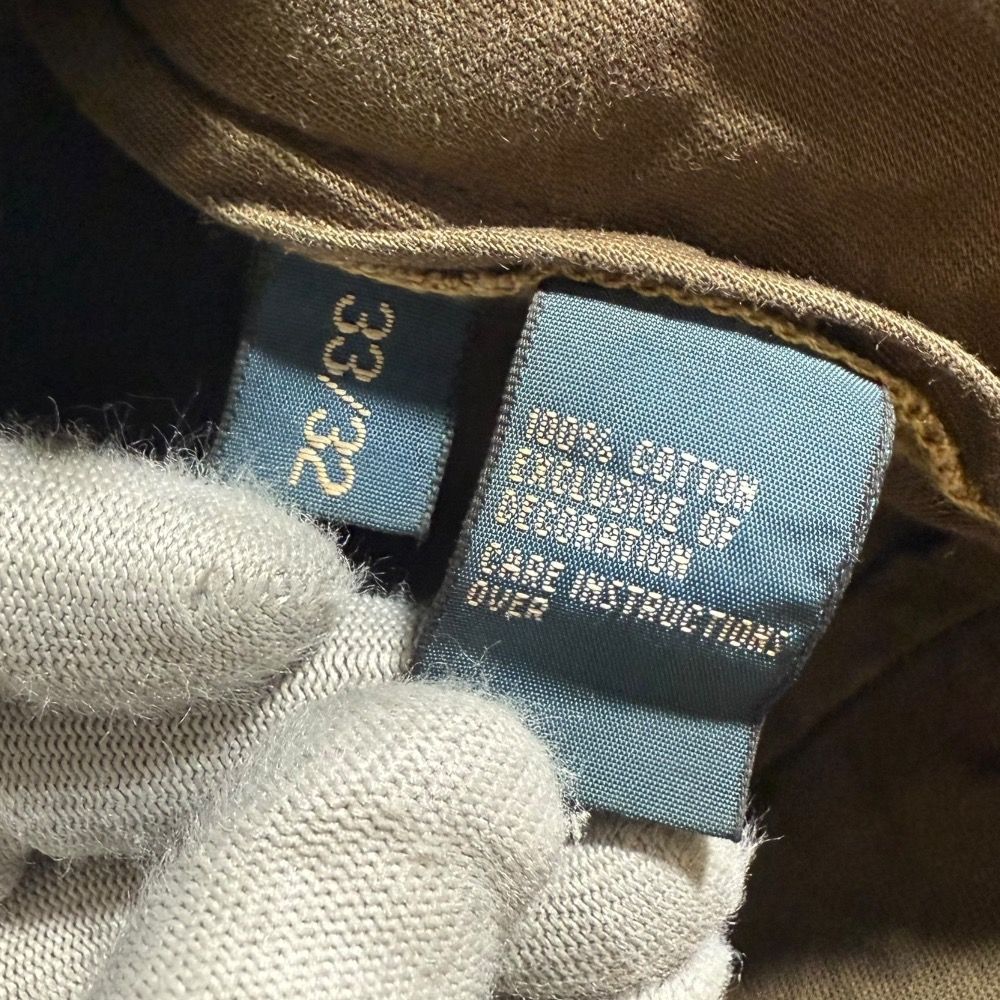 33/32
100% COTTON
EXCLUSIVE OF
DECORATION
CARE INSTRUCTIONS
OVER